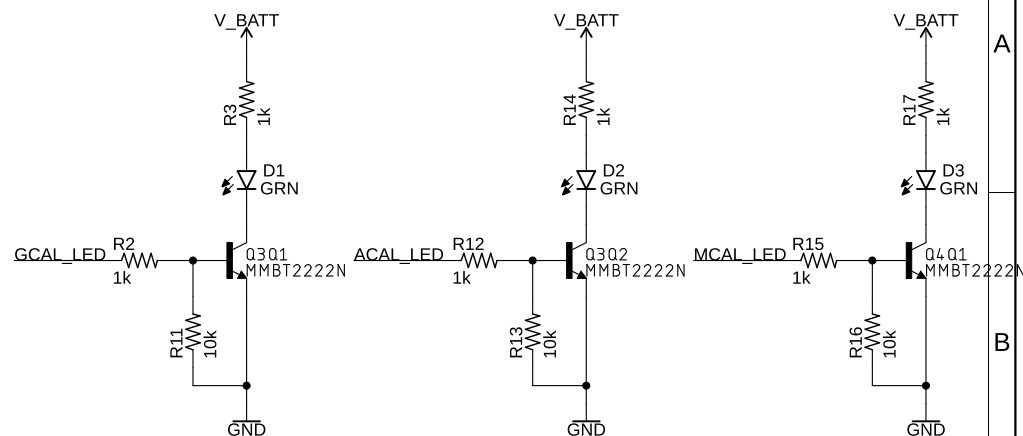 V_BATT
V_BATT
V_BATT
A
R3
1k
R14
1k
R17
1k
D1
GRN
D2
GRN
D3
GRN
GCAL_LED
R2
1k
Q3Q1
MMBT2222N
ACAL_LED
R12
1k
Q3Q2
MMBT2222N
MCAL_LED
R15
1k
Q4Q1
MMBT2222N
R11
10k
R13
10k
R16
10k
B
GND
GND
GND